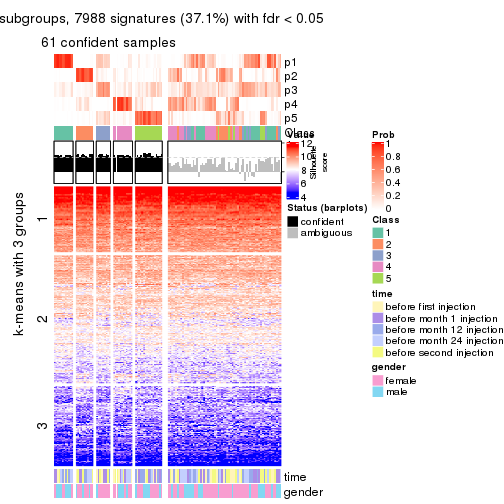 subgroups, 7988 signatures (37.1%) with fdr < 0.05
61 confident samples
p1
p2
p3
p4
p5
Class
k-means with 3 groups
1
2
3
time
gender
Value
12
10
8
6
4
Silhouette
score
Status (barplots)
confident
ambiguous
Prob
1
0.8
0.6
0.4
0.2
0
Class
1
2
3
4
5
time
before first injection
before month 1 injection
before month 12 injection
before month 24 injection
before second injection
gender
female
male